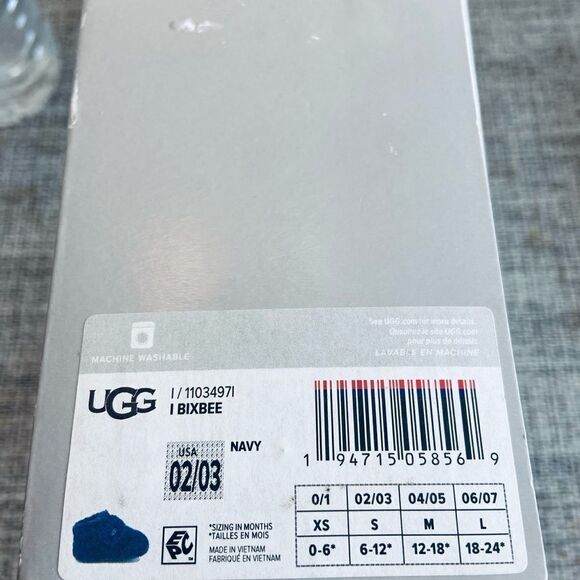 See UGG.com for more details.
Consultez le site UGG.com
pour plus de détails
MACHINE WASHABLE
LAVABLE EN MACHINE
UGG
I / 1103497I
I BIXBEE
USA
02/03
NAVY
1 94715 05856 9
*SIZING IN MONTHS
*TAILLES EN MOIS
MADE IN VIETNAM
FABRIQUÉ EN VIETNAM
0/1 02/03 04/05 06/07
XS S M L
0-6* 6-12* 12-18* 18-24*